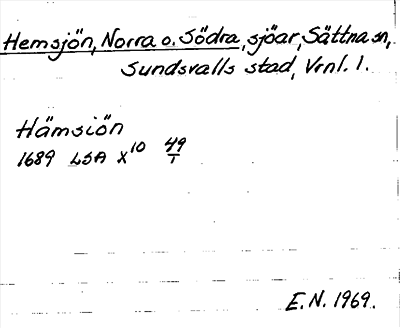 Hemsjön, Norra o. Södra, sjöar, Sättna sn,
Sundsvalls stad, Vrnl. 1.
Hämsiön
1689 LSA X10 49/T
E.N. 1969.